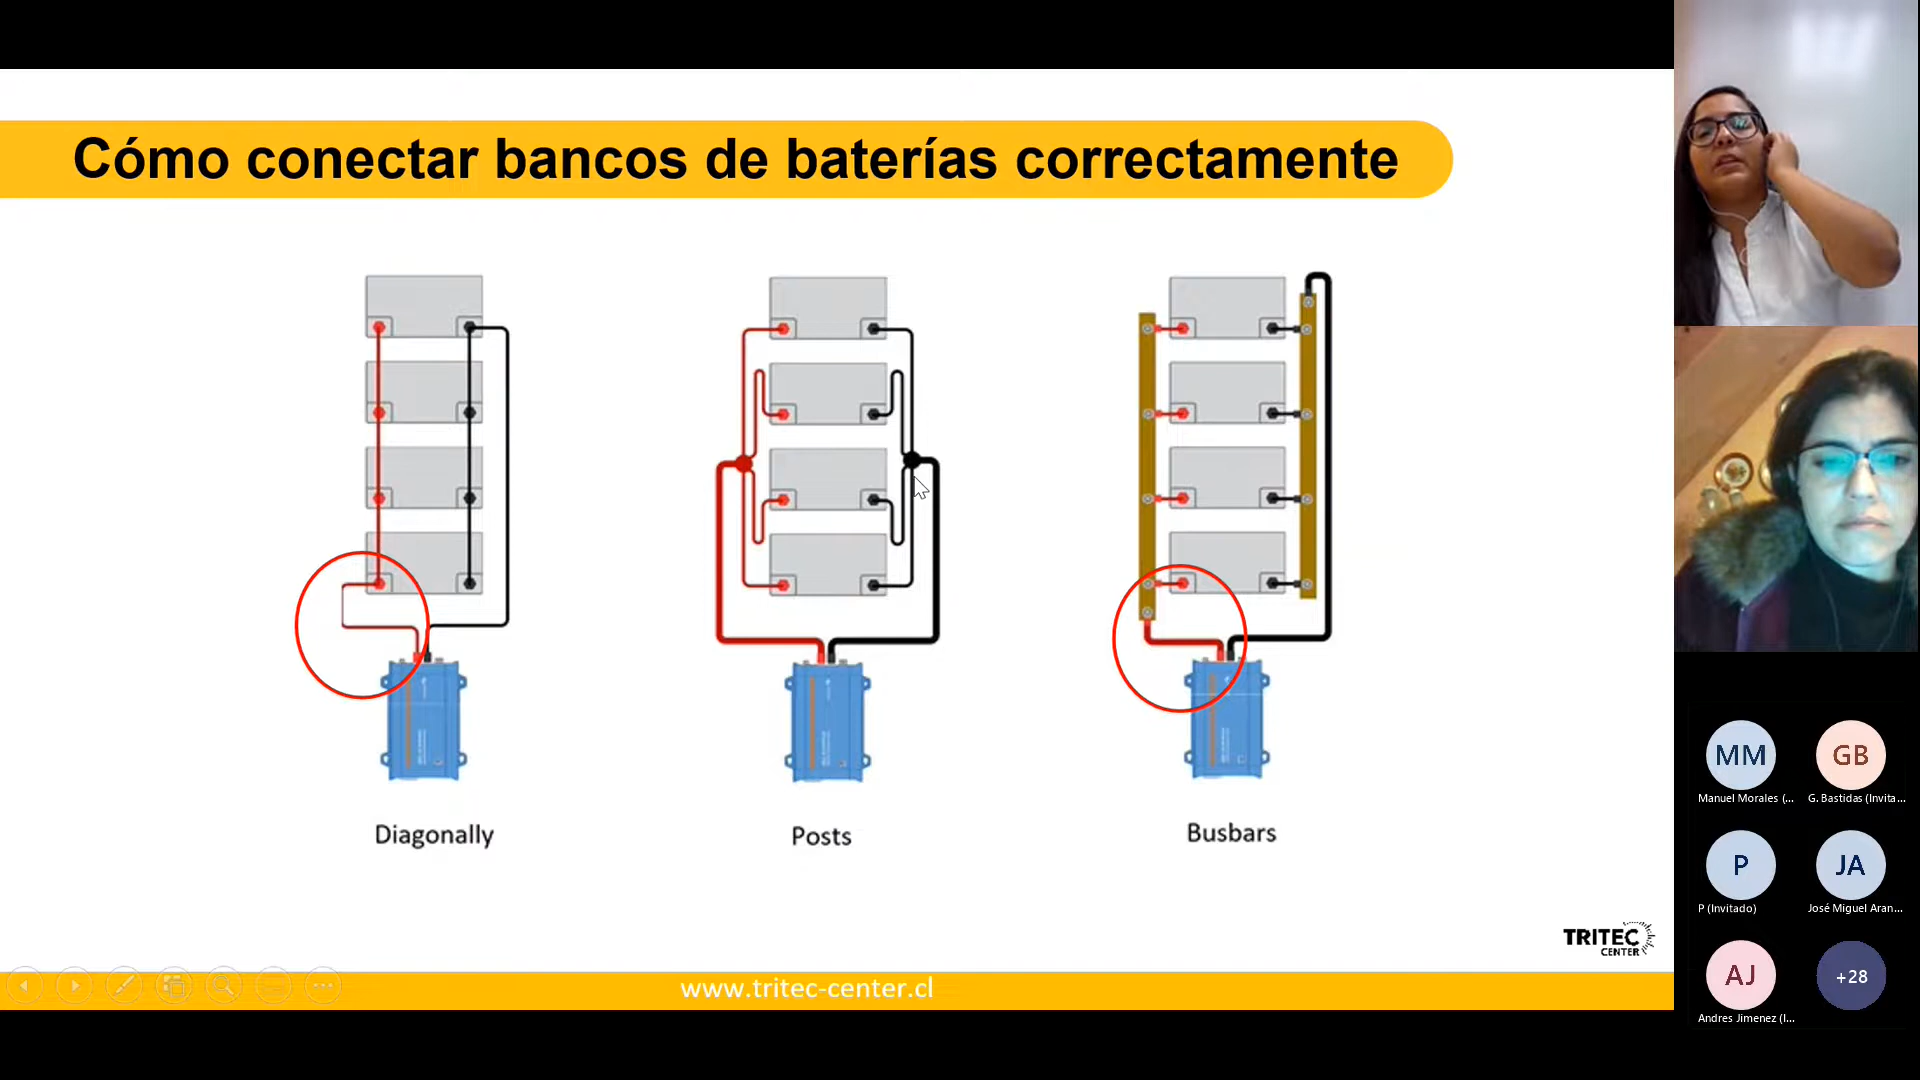 Cómo conectar bancos de baterías correctamente
Diagonally
Posts
Busbars
TRITEC
CENTER
www.tritec-center.cl
MM
GB
Manuel Morales (...
G. Bastidas (Invita...
P
JA
P (Invitado)
José Miguel Aran...
AJ
+28
Andres Jimenez (I...